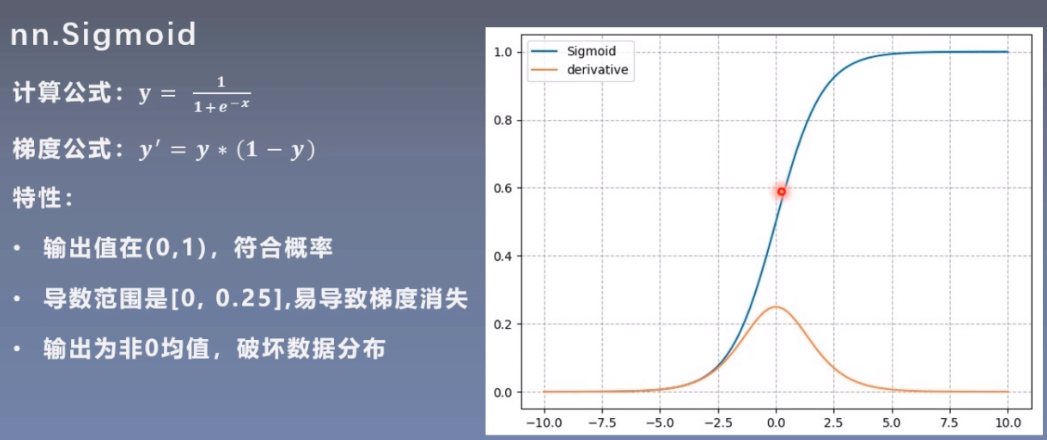 nn.Sigmoid
计算公式：y = 1/(1+e^{-x})
梯度公式：y' = y * (1 − y)
特性：
• 输出值在(0,1)，符合概率
• 导数范围是[0, 0.25],易导致梯度消失
• 输出为非0均值，破坏数据分布
Sigmoid
derivative
1.0
0.8
0.6
0.4
0.2
0.0
−10.0 −7.5 −5.0 −2.5 0.0 2.5 5.0 7.5 10.0